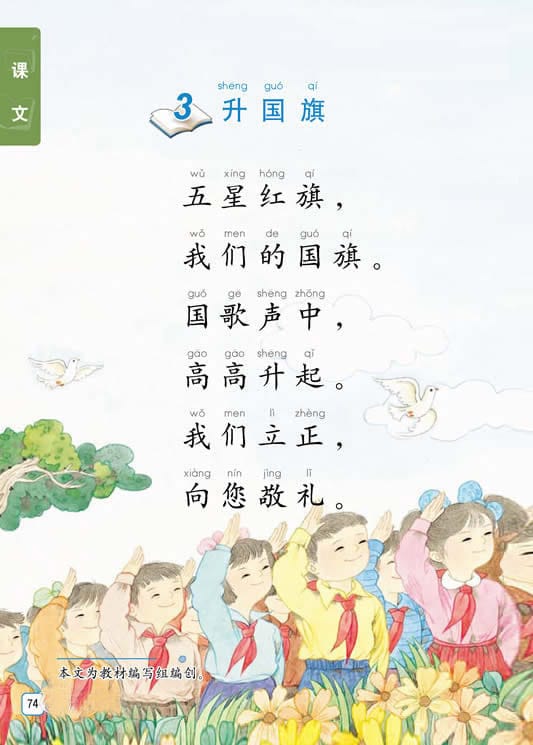 课
文
shēng guó qí
3 升国旗
wǔ xīng hóng qí
五星红旗，
wǒ men de guó qí
我们的国旗。
guó gē shēng zhōng
国歌声中，
gāo gāo shēng qǐ
高高升起。
wǒ men lì zhèng
我们立正，
xiàng nín jìng lǐ
向您敬礼。
本文为教材编写组编创。
74